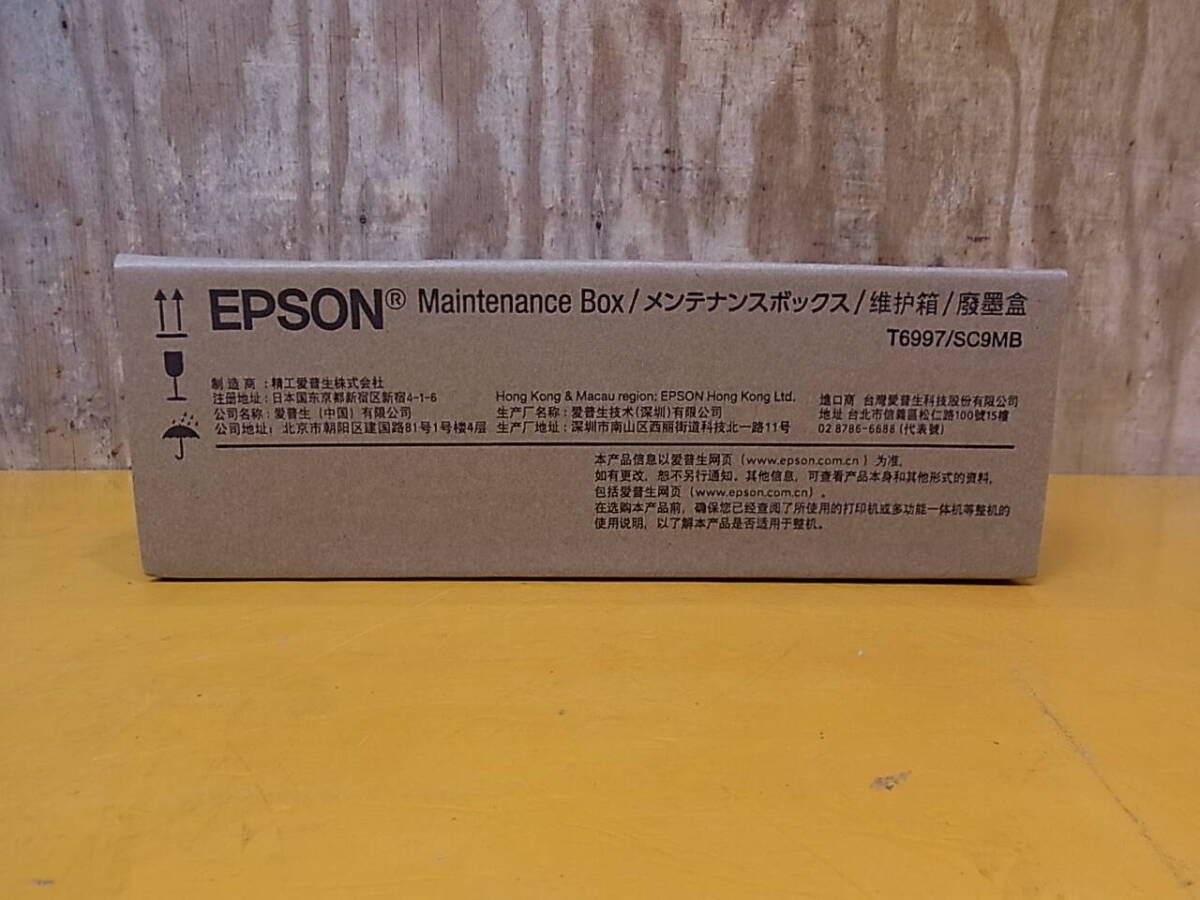 EPSON® Maintenance Box/メンテナンスボックス/维护箱/廢墨盒
T6997/SC9MB
制造商:精工爱普生株式会社
注册地址:日本国东京都新宿区新宿4-1-6
公司名称:爱普生(中国)有限公司
公司地址:北京市朝阳区建国路81号1号楼4层
Hong Kong & Macau region: EPSON Hong Kong Ltd.
生产厂名称:爱普生技术(深圳)有限公司
生产厂地址:深圳市南山区西丽街道科技北一路11号
進口商 台灣愛普生科技股份有限公司
地址 台北市信義區松仁路100號15樓
02 8786-6688 (代表號)
本产品信息以爱普生网页(www.epson.com.cn)为准,
如有更改,恕不另行通知。其他信息,可查看产品本身和其他形式的资料,
包括爱普生网页(www.epson.com.cn)。
在选购本产品前,确保您已经查阅了所使用的打印机或多功能一体机等整机的
使用说明,以了解本产品是否适用于整机。